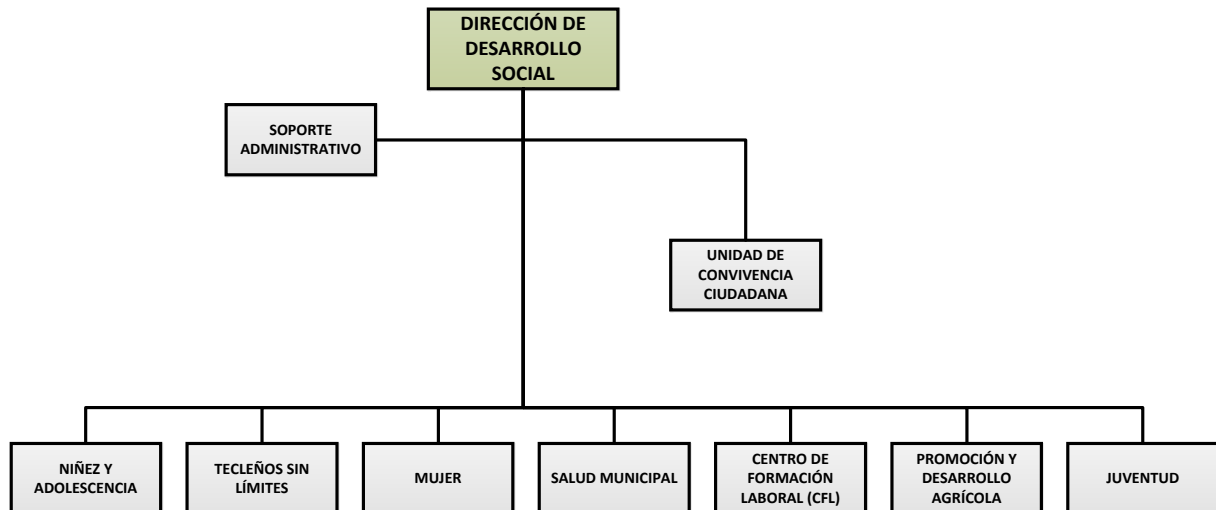 DIRECCIÓN DE
DESARROLLO
SOCIAL
SOPORTE
ADMINISTRATIVO
UNIDAD DE
CONVIVENCIA
CIUDADANA
NIÑEZ Y
ADOLESCENCIA
TECLEÑOS SIN
LÍMITES
MUJER
SALUD MUNICIPAL
CENTRO DE
FORMACIÓN
LABORAL (CFL)
PROMOCIÓN Y
DESARROLLO
AGRÍCOLA
JUVENTUD